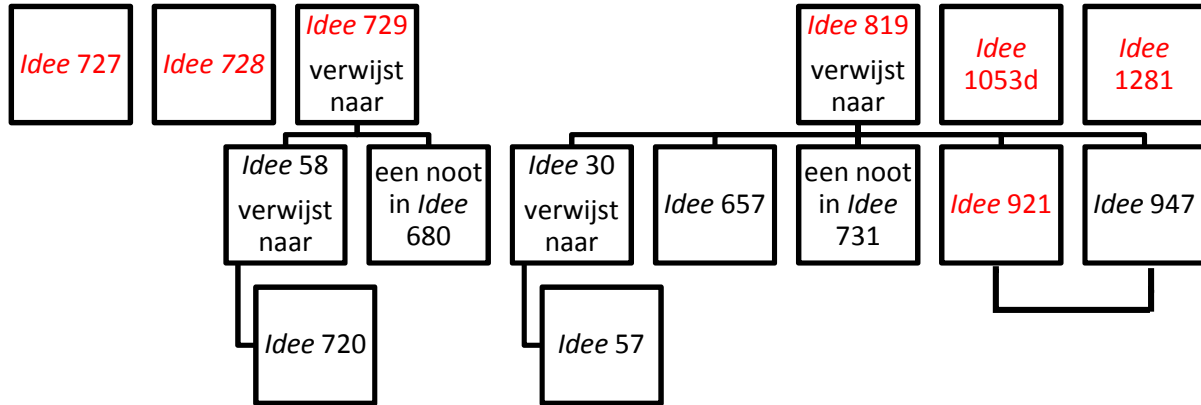 Idee 727
Idee 728
Idee 729
verwijst
naar
Idee 819
verwijst
naar
Idee
1053d
Idee
1281
Idee 58
verwijst
naar
een noot
in Idee
680
Idee 30
verwijst
naar
Idee 657
een noot
in Idee
731
Idee 921
Idee 947
Idee 720
Idee 57